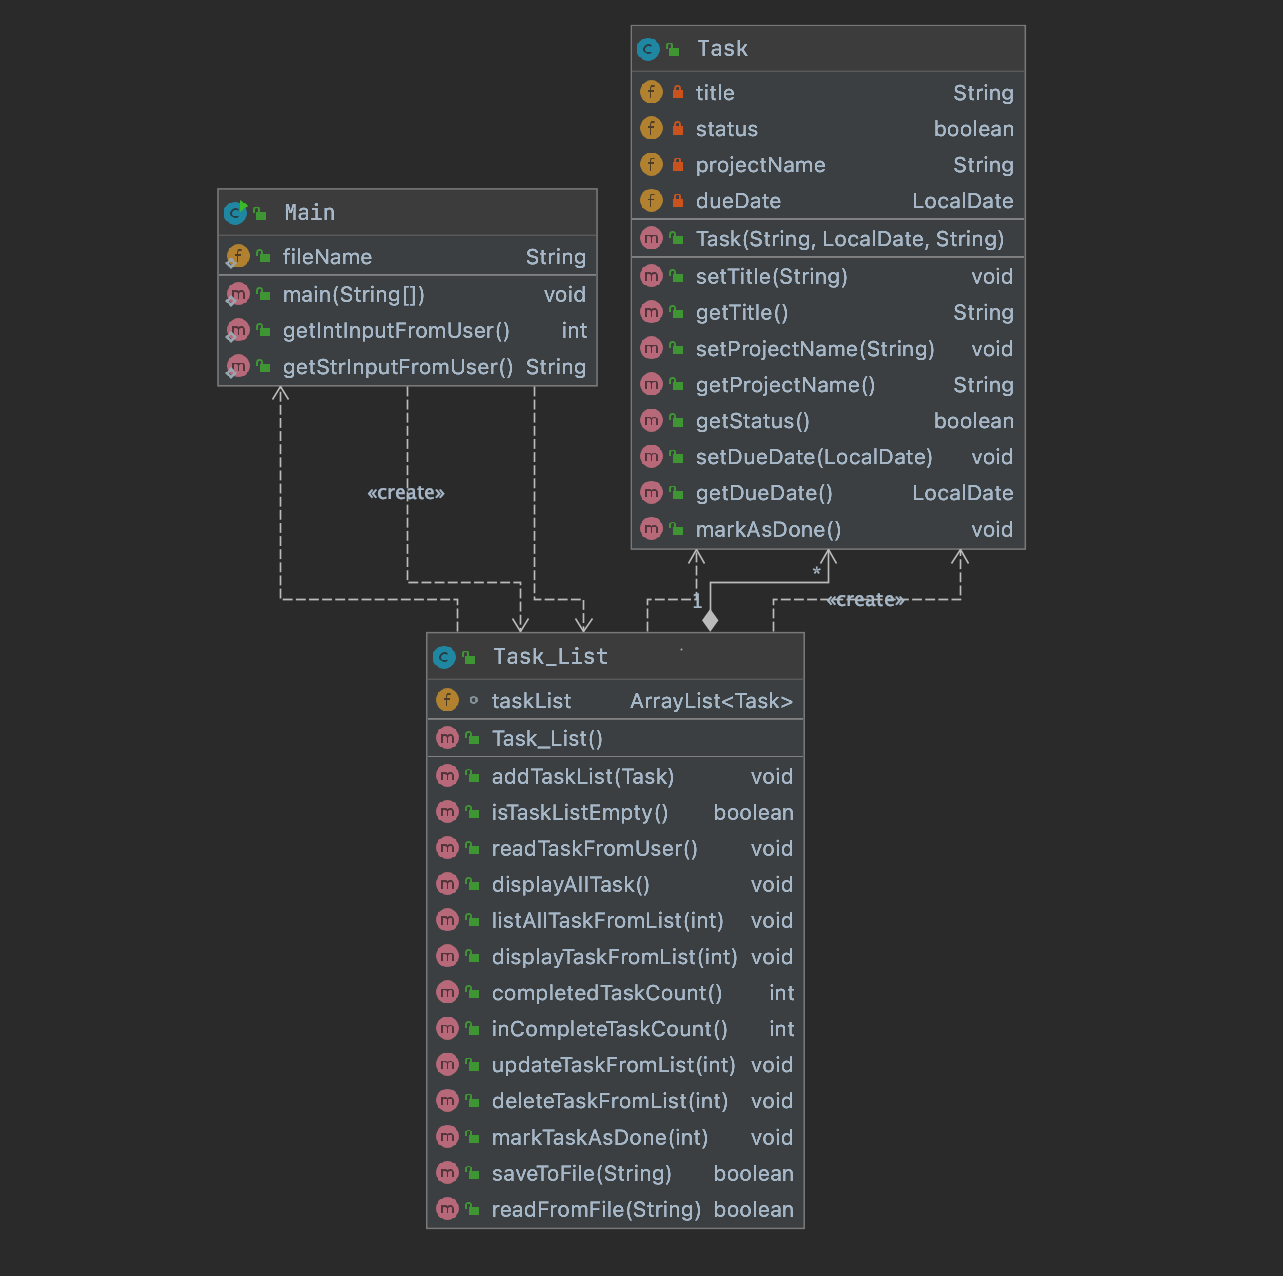 Task
title String
status boolean
projectName String
dueDate LocalDate
Task(String, LocalDate, String)
setTitle(String) void
getTitle() String
setProjectName(String) void
getProjectName() String
getStatus() boolean
setDueDate(LocalDate) void
getDueDate() LocalDate
markAsDone() void
Main
fileName String
main(String[]) void
getIntInputFromUser() int
getStrInputFromUser() String
«create»
*
1
«create»
Task_List
taskList ArrayList<Task>
Task_List()
addTaskList(Task) void
isTaskListEmpty() boolean
readTaskFromUser() void
displayAllTask() void
listAllTaskFromList(int) void
displayTaskFromList(int) void
completedTaskCount() int
inCompleteTaskCount() int
updateTaskFromList(int) void
deleteTaskFromList(int) void
markTaskAsDone(int) void
saveToFile(String) boolean
readFromFile(String) boolean